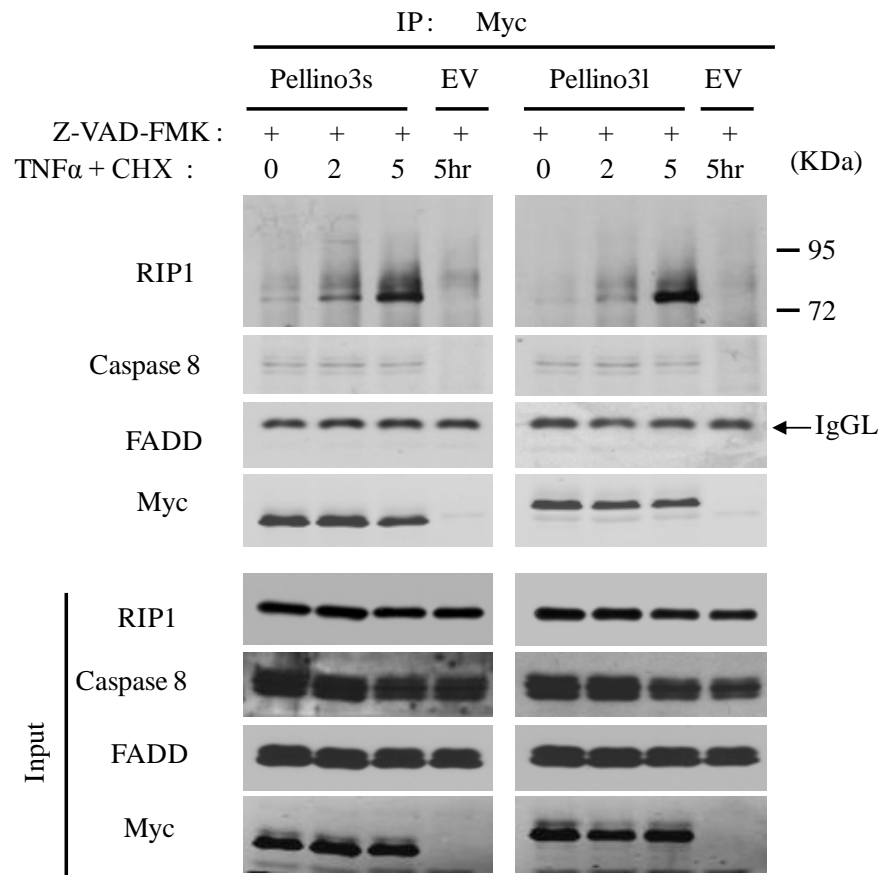 IP: Myc
Pellino3s EV Pellino3l EV
Z-VAD-FMK : + + + + + + + +
TNFα + CHX : 0 2 5 5hr 0 2 5 5hr (KDa)
95
RIP1
72
Caspase 8
FADD IgGL
Myc
Input
RIP1
Caspase 8
FADD
Myc